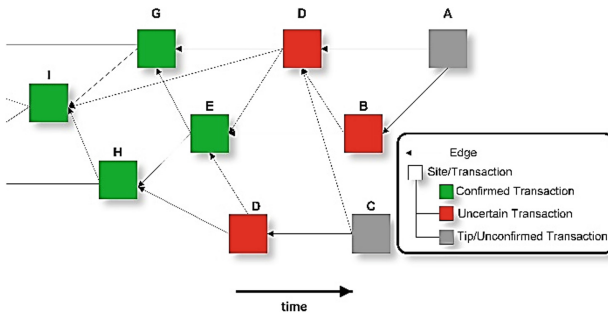 G
D
A
I
E
B
H
D
C
Edge
Site/Transaction
Confirmed Transaction
Uncertain Transaction
Tip/Unconfirmed Transaction
time